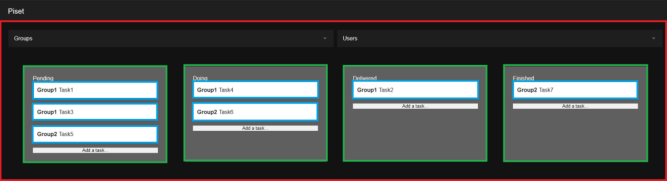 Piset
Groups
Users
Pending
Group1 Task1
Group1 Task3
Group2 Task5
Add a task...
Doing
Group1 Task4
Group2 Task6
Add a task...
Delivered
Group1 Task2
Add a task...
Finished
Group2 Task7
Add a task...